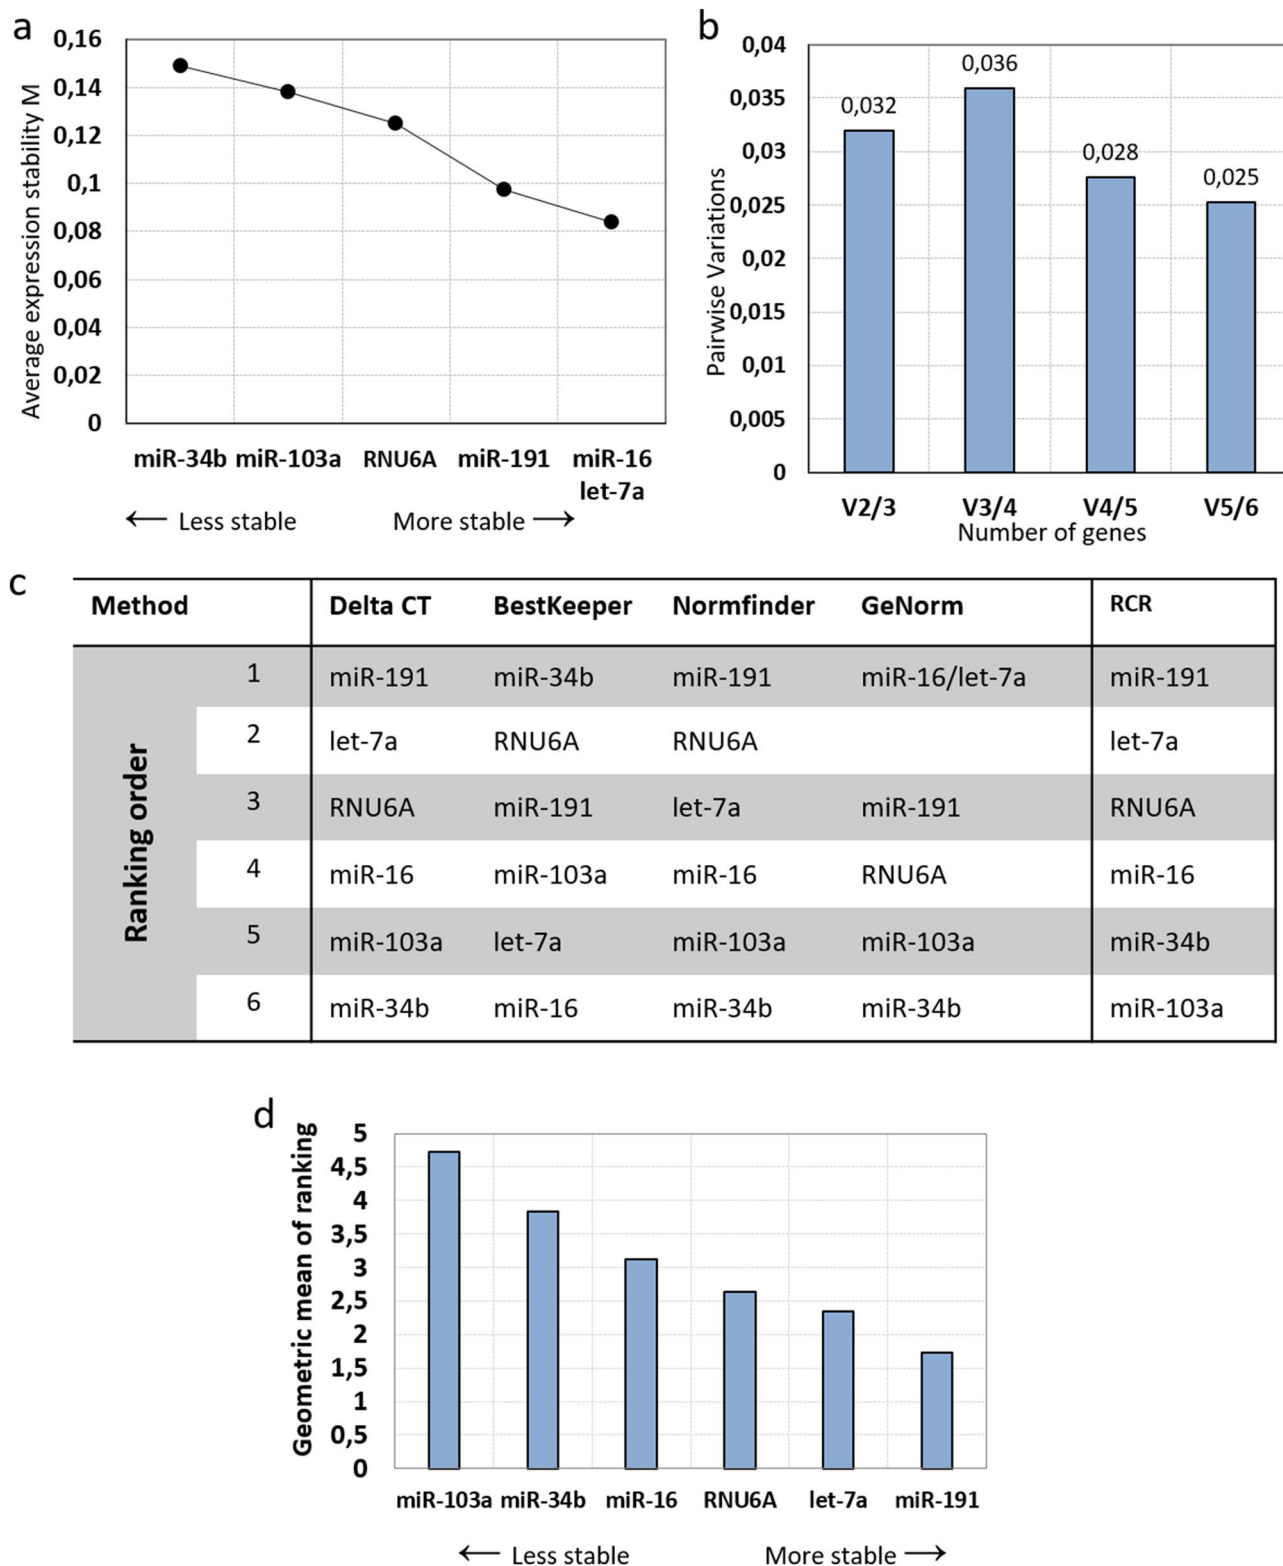 a
Average expression stability M
0,16
0,14
0,12
0,1
0,08
0,06
0,04
0,02
0
miR-34b miR-103a RNU6A miR-191 miR-16
let-7a
← Less stable More stable →
b
Pairwise Variations
0,04
0,035
0,03
0,025
0,02
0,015
0,01
0,005
0
0,032
0,036
0,028
0,025
V2/3 V3/4 V4/5 V5/6
Number of genes
c
Method Delta CT BestKeeper Normfinder GeNorm RCR
Ranking order
1 miR-191 miR-34b miR-191 miR-16/let-7a miR-191
2 let-7a RNU6A RNU6A let-7a
3 RNU6A miR-191 let-7a miR-191 RNU6A
4 miR-16 miR-103a miR-16 RNU6A miR-16
5 miR-103a let-7a miR-103a miR-103a miR-34b
6 miR-34b miR-16 miR-34b miR-34b miR-103a
d
Geometric mean of ranking
5
4,5
4
3,5
3
2,5
2
1,5
1
0,5
0
miR-103a miR-34b miR-16 RNU6A let-7a miR-191
← Less stable More stable →